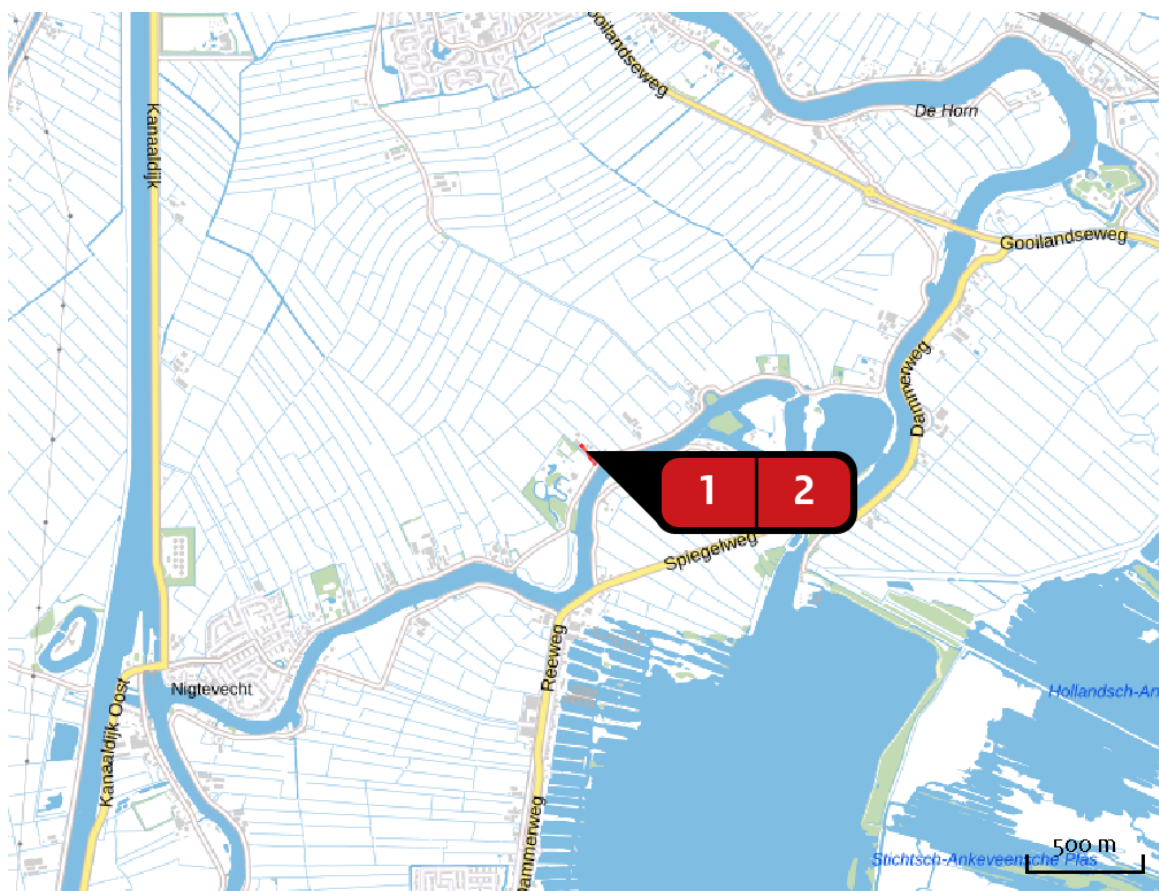 ooilandseweg
Kanaaldijk
De Horn
Gooilandseweg
Dammerweg
1 2
Spiegelweg
Reeweg
Nigtevecht
Kanaaldijk Oost
Hollandsch-An
Dammerweg
500 m
Stichtsch-Ankeveensche Plas